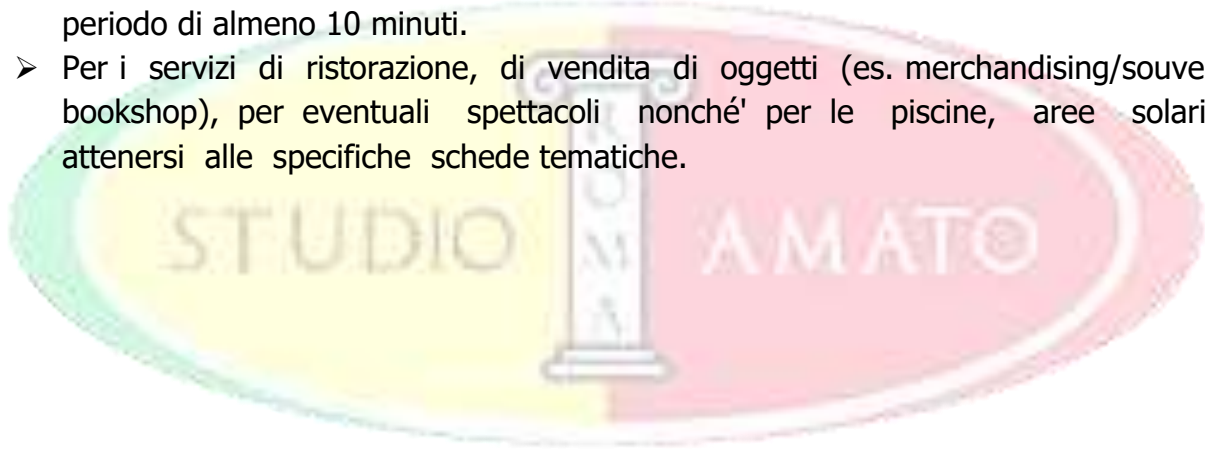 periodo di almeno 10 minuti.
➢ Per i servizi di ristorazione, di vendita di oggetti (es. merchandising/souve
bookshop), per eventuali spettacoli nonché' per le piscine, aree solari
attenersi alle specifiche schede tematiche.
STUDIO ROMA AMATO